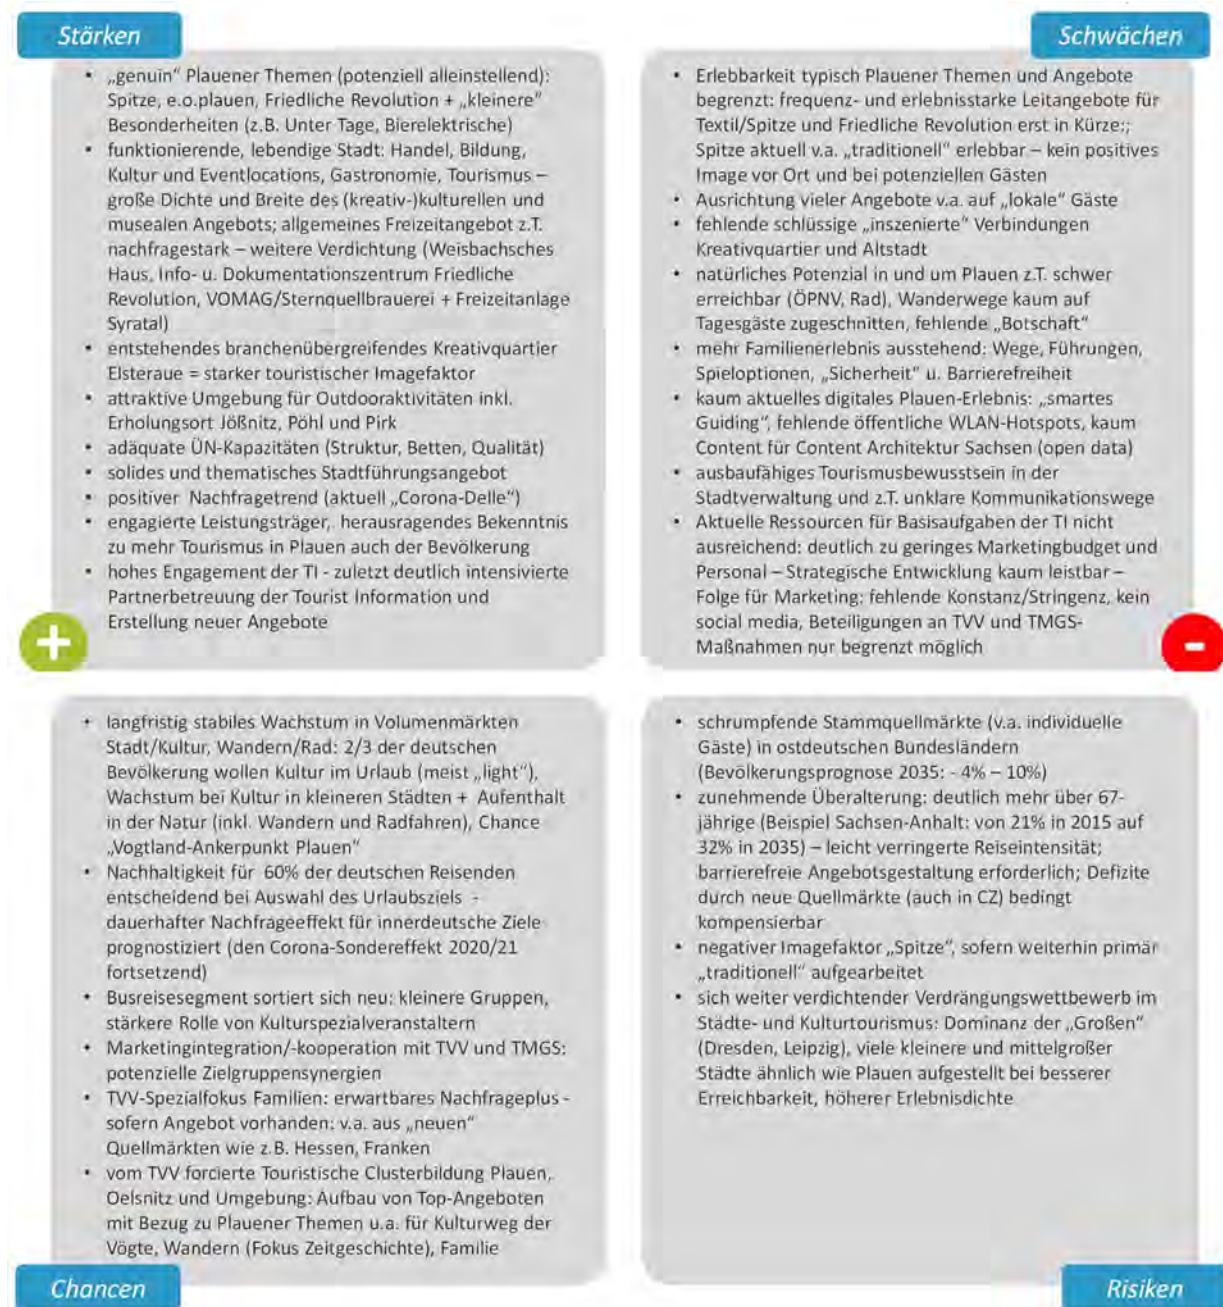 Stärken
• „genuin“ Plauener Themen (potenziell alleinstellend):
Spitze, e.o.plauen, Friedliche Revolution + „kleinere“
Besonderheiten (z.B. Unter Tage, Bierelektrische)
• funktionierende, lebendige Stadt: Handel, Bildung,
Kultur und Eventlocations, Gastronomie, Tourismus –
große Dichte und Breite des (kreativ-)kulturellen und
musealen Angebots; allgemeines Freizeitangebot z.T.
nachfragestark – weitere Verdichtung (Weisbachsches
Haus, Info- u. Dokumentationszentrum Friedliche
Revolution, VOMAG/Sternquellbrauerei + Freizeitanlage
Syratal)
• entstehendes branchenübergreifendes Kreativquartier
Elsteraue = starker touristischer Imagefaktor
• attraktive Umgebung für Outdooraktivitäten inkl.
Erholungsort Jößnitz, Pöhl und Pirk
• adäquate ÜN-Kapazitäten (Struktur, Betten, Qualität)
• solides und thematisches Stadtführungsangebot
• positiver Nachfragetrend (aktuell „Corona-Delle“)
• engagierte Leistungsträger, herausragendes Bekenntnis
zu mehr Tourismus in Plauen auch der Bevölkerung
• hohes Engagement der TI - zuletzt deutlich intensivierte
Partnerbetreuung der Tourist Information und
Erstellung neuer Angebote
+
Schwächen
• Erlebbarkeit typisch Plauener Themen und Angebote
begrenzt: frequenz- und erlebnisstarke Leitangebote für
Textil/Spitze und Friedliche Revolution erst in Kürze:;
Spitze aktuell v.a. „traditionell“ erlebbar – kein positives
Image vor Ort und bei potenziellen Gästen
• Ausrichtung vieler Angebote v.a. auf „lokale“ Gäste
• fehlende schlüssige „inszenierte“ Verbindungen
Kreativquartier und Altstadt
• natürliches Potenzial in und um Plauen z.T. schwer
erreichbar (ÖPNV, Rad), Wanderwege kaum auf
Tagesgäste zugeschnitten, fehlende „Botschaft“
• mehr Familienerlebnis ausstehend: Wege, Führungen,
Spieloptionen, „Sicherheit“ u. Barrierefreiheit
• kaum aktuelles digitales Plauen-Erlebnis: „smartes
Guiding“, fehlende öffentliche WLAN-Hotspots, kaum
Content für Content Architektur Sachsen (open data)
• ausbaufähiges Tourismusbewusstsein in der
Stadtverwaltung und z.T. unklare Kommunikationswege
• Aktuelle Ressourcen für Basisaufgaben der TI nicht
ausreichend: deutlich zu geringes Marketingbudget und
Personal – Strategische Entwicklung kaum leistbar –
Folge für Marketing: fehlende Konstanz/Stringenz, kein
social media, Beteiligungen an TVV und TMGS-
Maßnahmen nur begrenzt möglich
-
• langfristig stabiles Wachstum in Volumenmärkten
Stadt/Kultur, Wandern/Rad: 2/3 der deutschen
Bevölkerung wollen Kultur im Urlaub (meist „light“),
Wachstum bei Kultur in kleineren Städten + Aufenthalt
in der Natur (inkl. Wandern und Radfahren), Chance
„Vogtland-Ankerpunkt Plauen“
• Nachhaltigkeit für 60% der deutschen Reisenden
entscheidend bei Auswahl des Urlaubsziels -
dauerhafter Nachfrageeffekt für innerdeutsche Ziele
prognostiziert (den Corona-Sondereffekt 2020/21
fortsetzend)
• Busreisesegment sortiert sich neu: kleinere Gruppen,
stärkere Rolle von Kulturspezialveranstaltern
• Marketingintegration/-kooperation mit TVV und TMGS:
potenzielle Zielgruppensynergien
• TVV-Spezialfokus Familien: erwartbares Nachfrageplus -
sofern Angebot vorhanden: v.a. aus „neuen“
Quellmärkten wie z.B. Hessen, Franken
• vom TVV forcierte Touristische Clusterbildung Plauen,
Oelsnitz und Umgebung: Aufbau von Top-Angeboten
mit Bezug zu Plauener Themen u.a. für Kulturweg der
Vögte, Wandern (Fokus Zeitgeschichte), Familie
Chancen
• schrumpfende Stammquellmärkte (v.a. individuelle
Gäste) in ostdeutschen Bundesländern
(Bevölkerungsprognose 2035: - 4% – 10%)
• zunehmende Überalterung: deutlich mehr über 67-
jährige (Beispiel Sachsen-Anhalt: von 21% in 2015 auf
32% in 2035) – leicht verringerte Reiseintensität;
barrierefreie Angebotsgestaltung erforderlich; Defizite
durch neue Quellmärkte (auch in CZ) bedingt
kompensierbar
• negativer Imagefaktor „Spitze“, sofern weiterhin primär
„traditionell“ aufgearbeitet
• sich weiter verdichtender Verdrängungswettbewerb im
Städte- und Kulturtourismus: Dominanz der „Großen“
(Dresden, Leipzig), viele kleinere und mittelgroßer
Städte ähnlich wie Plauen aufgestellt bei besserer
Erreichbarkeit, höherer Erlebnisdichte
Risiken